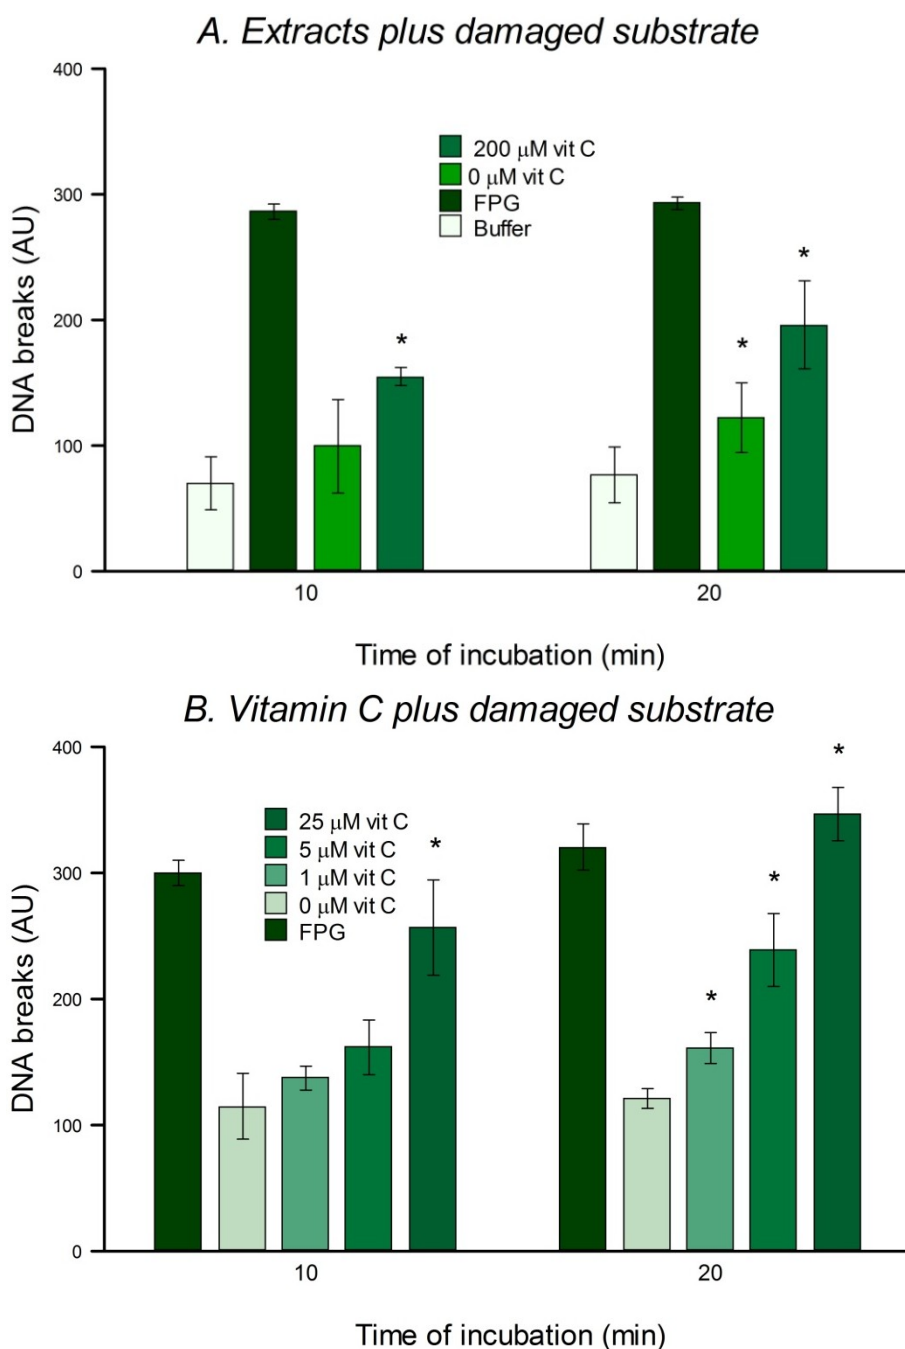 A. Extracts plus damaged substrate
400
300
200
100
0
DNA breaks (AU)
200 μM vit C
0 μM vit C
FPG
Buffer
*
*
*
10
20
Time of incubation (min)
B. Vitamin C plus damaged substrate
400
300
200
100
0
DNA breaks (AU)
25 μM vit C
5 μM vit C
1 μM vit C
0 μM vit C
FPG
*
*
*
*
10
20
Time of incubation (min)